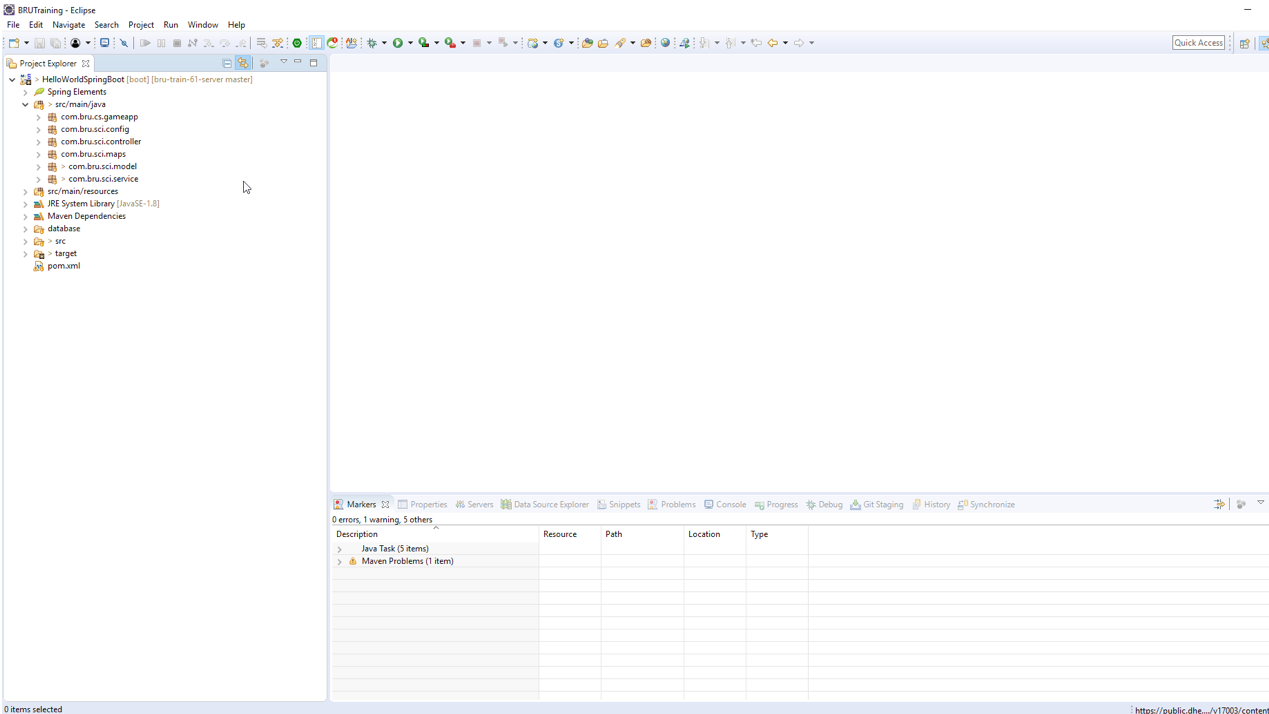 BRUTraining - Eclipse
File Edit Navigate Search Project Run Window Help
Quick Access
Project Explorer
> HelloWorldSpringBoot [boot] [bru-train-61-server master]
Spring Elements
> src/main/java
com.bru.cs.gameapp
com.bru.sci.config
com.bru.sci.controller
com.bru.sci.maps
> com.bru.sci.model
> com.bru.sci.service
src/main/resources
JRE System Library [JavaSE-1.8]
Maven Dependencies
database
> src
> target
pom.xml
Markers Properties Servers Data Source Explorer Snippets Problems Console Progress Debug Git Staging History Synchronize
0 errors, 1 warning, 5 others
Description Resource Path Location Type
Java Task (5 items)
Maven Problems (1 item)
0 items selected
https://public.dhe..../v17003/content